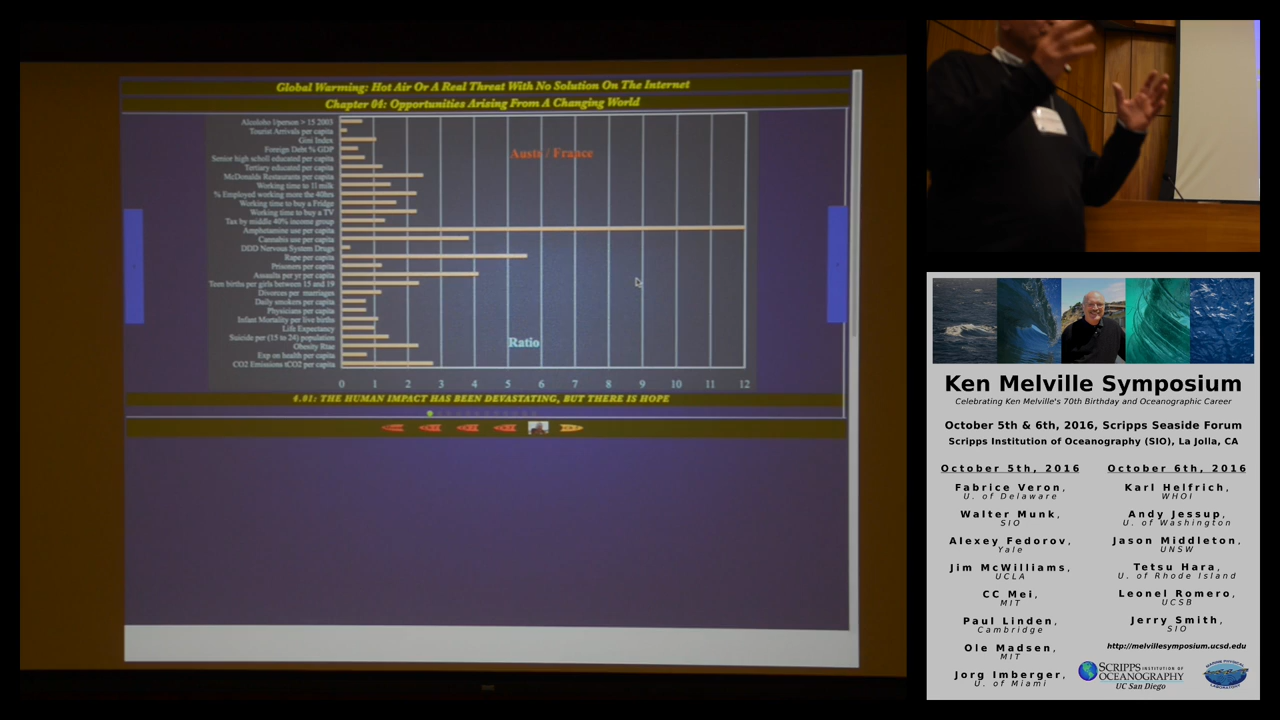 Global Warming: Hot Air Or A Real Threat With No Solution On The Internet
Chapter 04: Opportunities Arising From A Changing World
Alcoloho l/person > 15 2003
Tourist Arrivals per capita
Gini Index
Foreign Debt % GDP
Senior high scholl educated per capita
Tertiary educated per capita
McDonalds Restaurants per capita
Working time to 1l milk
% Employed working more the 40hrs
Working time to buy a Fridge
Working time to buy a TV
Tax by middle 40% income group
Amphetamine use per capita
Cannabis use per capita
DDD Nervous System Drugs
Rape per capita
Prisoners per capita
Assaults per yr per capita
Teen births per girls between 15 and 19
Divorces per marriages
Daily smokers per capita
Physicians per capita
Infant Mortality per live births
Life Expectancy
Suicide per (15 to 24) population
Obesity Rtae
Exp on health per capita
CO2 Emissions tCO2 per capita
Austr / France
Ratio
0 1 2 3 4 5 6 7 8 9 10 11 12
4.01: THE HUMAN IMPACT HAS BEEN DEVASTATING, BUT THERE IS HOPE
Ken Melville Symposium
Celebrating Ken Melville's 70th Birthday and Oceanographic Career
October 5th & 6th, 2016, Scripps Seaside Forum
Scripps Institution of Oceanography (SIO), La Jolla, CA
October 5th, 2016
Fabrice Veron,
U. of Delaware
Walter Munk,
SIO
Alexey Fedorov,
Yale
Jim McWilliams,
UCLA
CC Mei,
MIT
Paul Linden,
Cambridge
Ole Madsen,
MIT
Jorg Imberger,
U. of Miami
October 6th, 2016
Karl Helfrich,
WHOI
Andy Jessup,
U. of Washington
Jason Middleton,
UNSW
Tetsu Hara,
U. of Rhode Island
Leonel Romero,
UCSB
Jerry Smith,
SIO
http://melvillesymposium.ucsd.edu
SCRIPPS INSTITUTION OF
OCEANOGRAPHY
UC San Diego